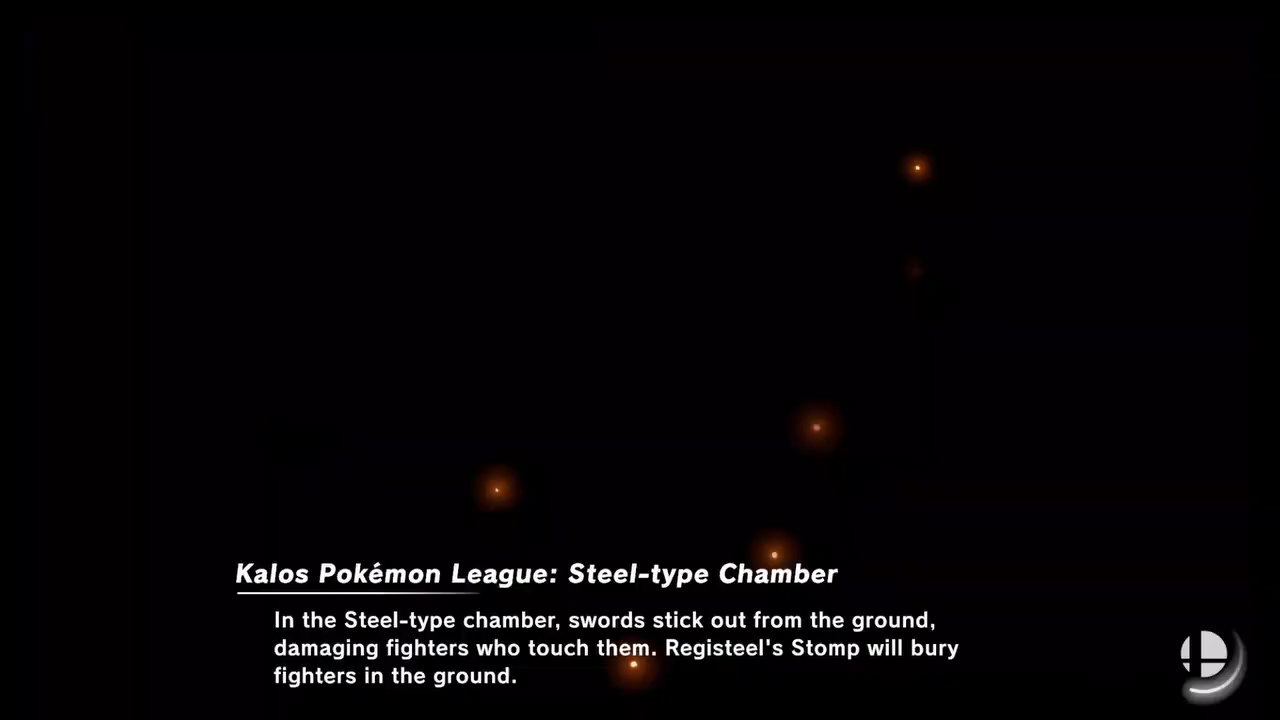 Kalos Pokémon League: Steel-type Chamber
In the Steel-type chamber, swords stick out from the ground,
damaging fighters who touch them. Registeel's Stomp will bury
fighters in the ground.